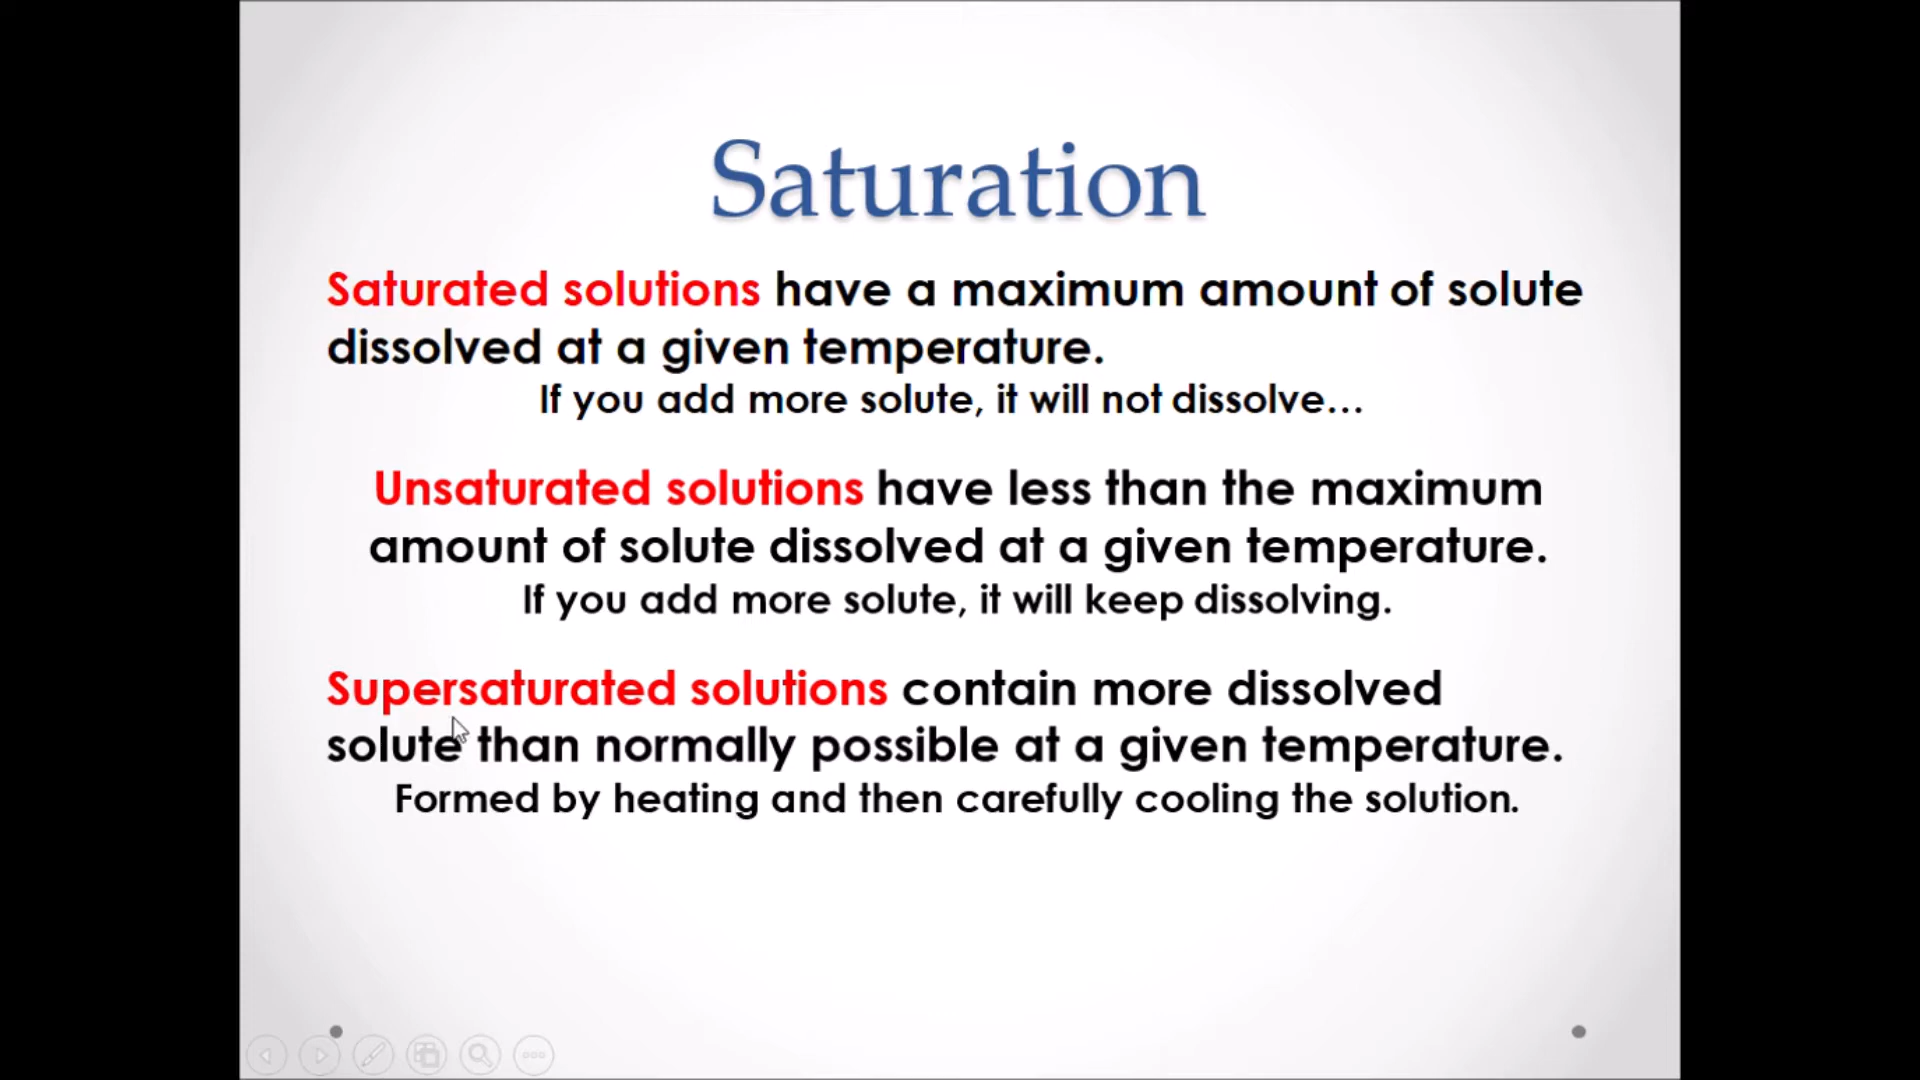 Saturation
Saturated solutions have a maximum amount of solute
dissolved at a given temperature.
If you add more solute, it will not dissolve...
Unsaturated solutions have less than the maximum
amount of solute dissolved at a given temperature.
If you add more solute, it will keep dissolving.
Supersaturated solutions contain more dissolved
solute than normally possible at a given temperature.
Formed by heating and then carefully cooling the solution.